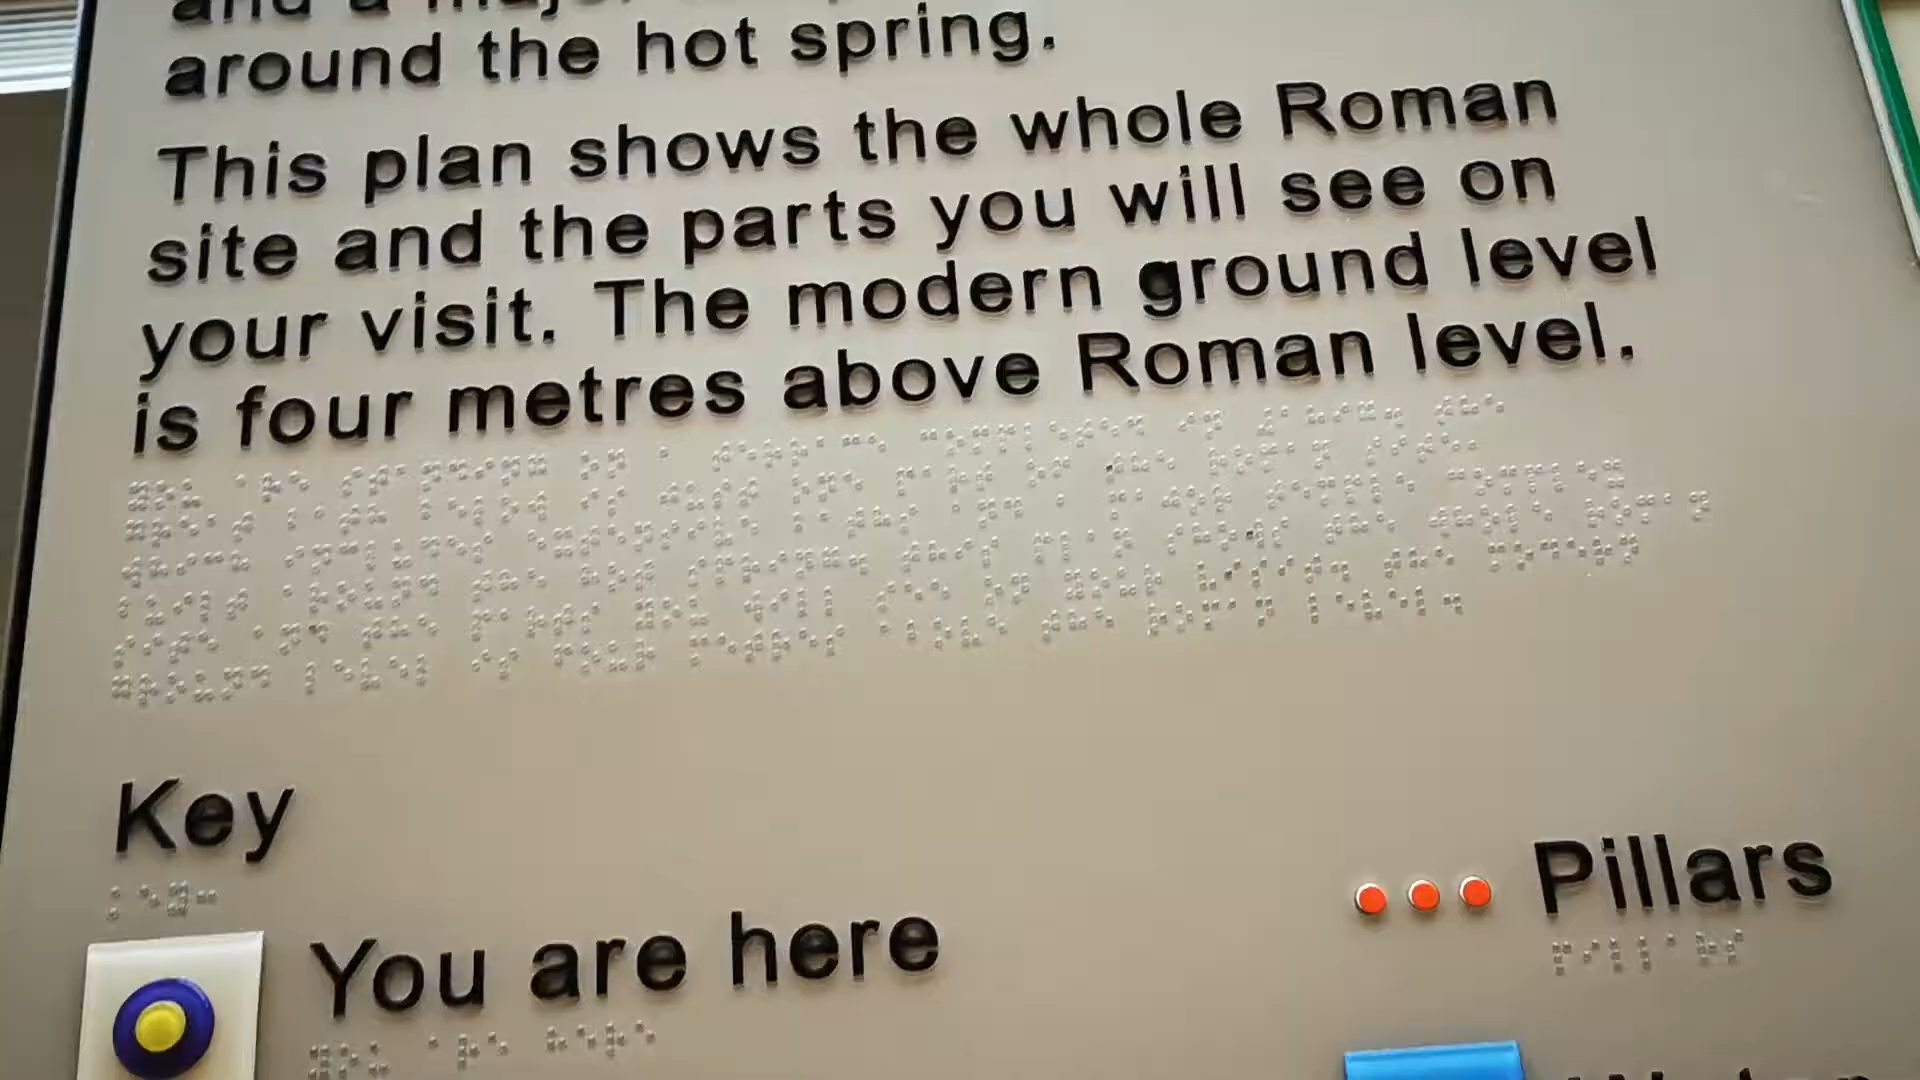 around the hot spring.
This plan shows the whole Roman
site and the parts you will see on
your visit. The modern ground level
is four metres above Roman level.
Key
You are here
Pillars